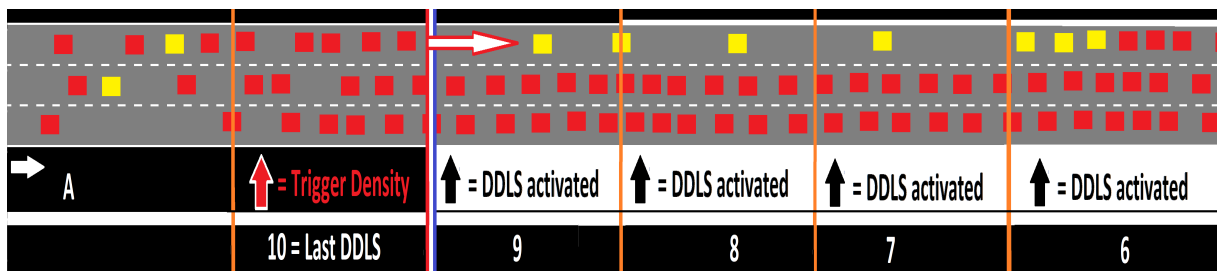 A
= Trigger Density
= DDLS activated
= DDLS activated
= DDLS activated
= DDLS activated
10 = Last DDLS
9
8
7
6